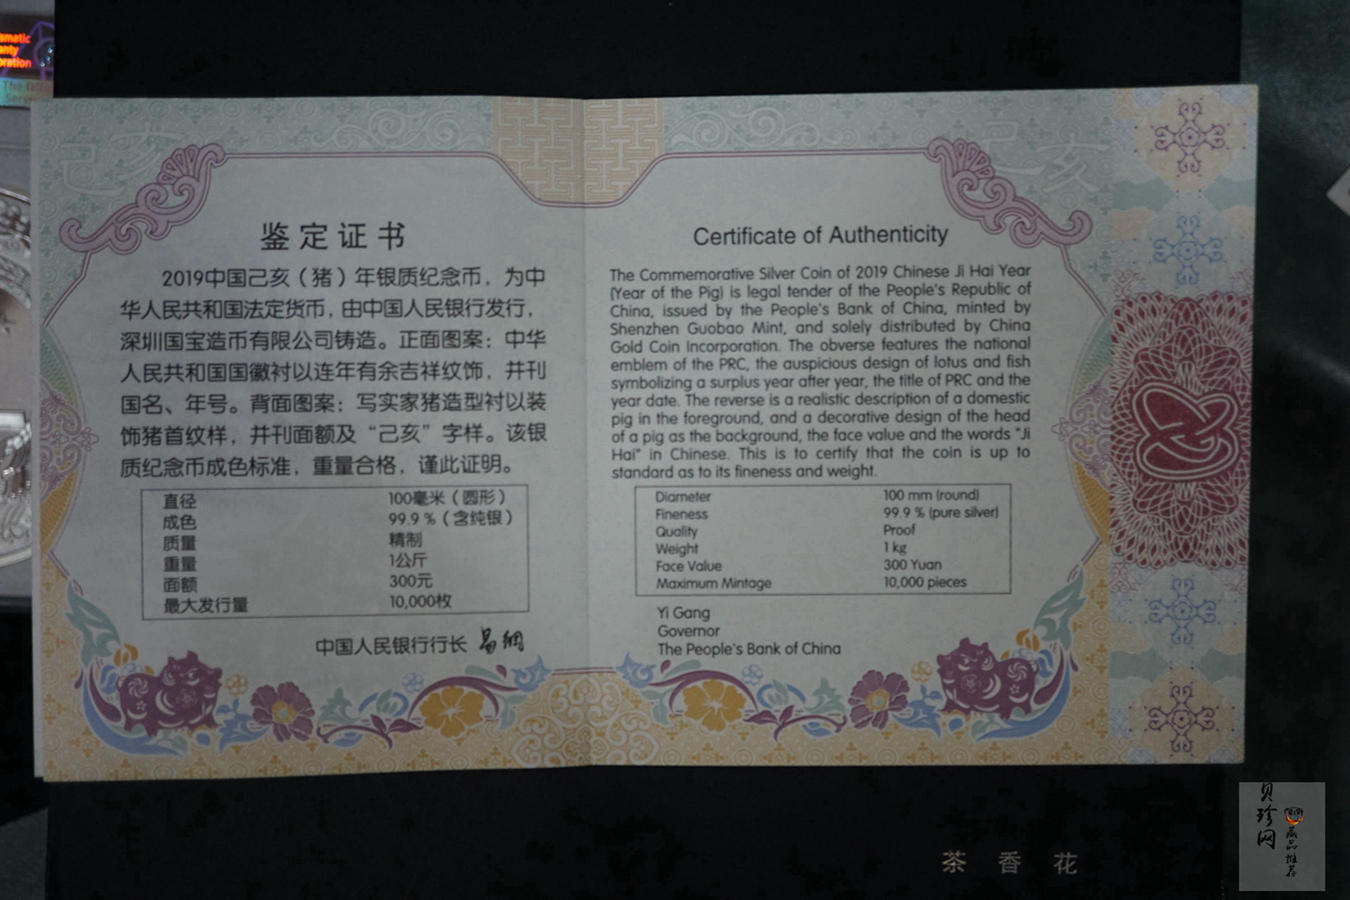 smatic
anty
oration
The Offi
Servi
己亥
己亥
鉴定证书
2019中国己亥（猪）年银质纪念币，为中
华人民共和国法定货币，由中国人民银行发行，
深圳国宝造币有限公司铸造。正面图案：中华
人民共和国国徽衬以连年有余吉祥纹饰，并刊
国名、年号。背面图案：写实家猪造型衬以装
饰猪首纹样，并刊面额及“己亥”字样。该银
质纪念币成色标准，重量合格，谨此证明。
直径 100毫米（圆形）
成色 99.9 %（含纯银）
质量 精制
重量 1公斤
面额 300元
最大发行量 10,000枚
中国人民银行行长 易纲
Certificate of Authenticity
The Commemorative Silver Coin of 2019 Chinese Ji Hai Year
(Year of the Pig) is legal tender of the People's Republic of
China, issued by the People's Bank of China, minted by
Shenzhen Guobao Mint, and solely distributed by China
Gold Coin Incorporation. The obverse features the national
emblem of the PRC, the auspicious design of lotus and fish
symbolizing a surplus year after year, the title of PRC and the
year date. The reverse is a realistic description of a domestic
pig in the foreground, and a decorative design of the head
of a pig as the background, the face value and the words "Ji
Hai" in Chinese. This is to certify that the coin is up to
standard as to its fineness and weight.
Diameter 100 mm (round)
Fineness 99.9 % (pure silver)
Quality Proof
Weight 1 kg
Face Value 300 Yuan
Maximum Mintage 10,000 pieces
Yi Gang
Governor
The People's Bank of China
茶香花
贝珍网
藏品推荐